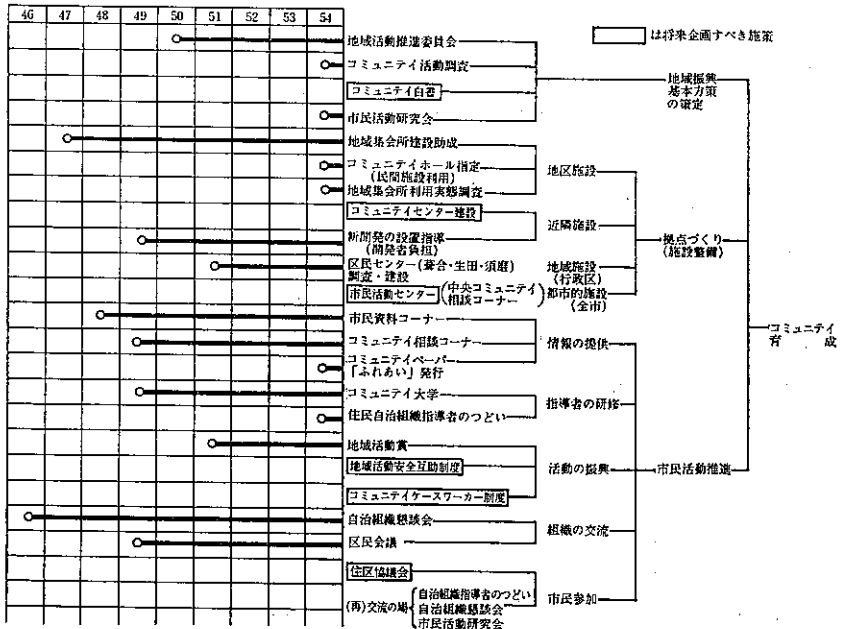 46 47 48 49 50 51 52 53 54
は将来企画すべき施策
地域活動推進委員会
コミュニティ活動調査
コミュニティ白書
市民活動研究会
地域振興
基本方策
の策定
地域集会所建設助成
コミュニティホール指定
(民間施設利用)
地域集会所利用実態調査
地区施設
コミュニティセンター建設
新開発の設置指導
(開発者負担)
近隣施設
区民センター(葺合・生田・須磨)
調査・建設
地域施設
(行政区)
市民活動センター(中央コミュニティ
相談コーナー)
都市的施設
(全市)
拠点づくり
(施設整備)
市民資料コーナー
コミュニティ相談コーナー
コミュニティペーパー
「ふれあい」発行
情報の提供
コミュニティ大学
住民自治組織指導者のつどい
指導者の研修
地域活動賞
地域活動安全互助制度
コミュニティケースワーカー制度
活動の振興
市民活動推進
自治組織懇談会
区民会議
組織の交流
住区協議会
(再)交流の場
自治組織指導者のつどい
自治組織懇談会
市民活動研究会
市民参加
コミュニティ
育成